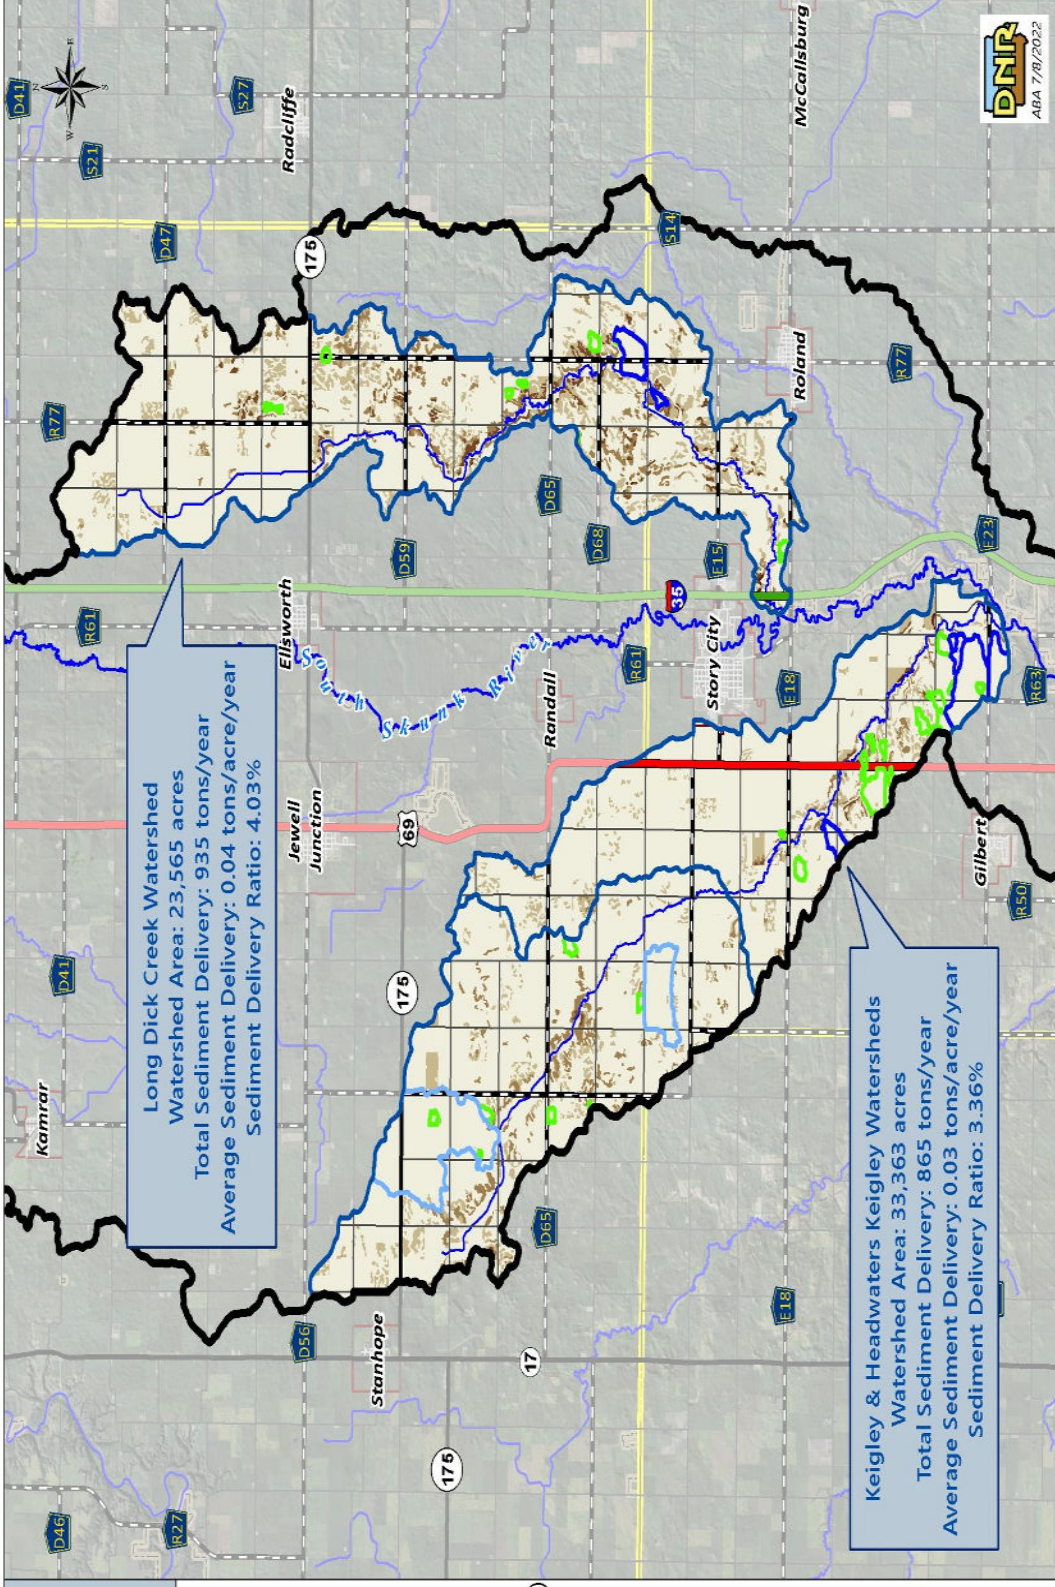 D41
S21
S27
Radcliffe
McCallsburg
DNR
ABA 7/8/2022
D47
175
S14
R77
Roland
R77
R61
Ellsworth
D59
D65
D68
E15
35
E23
South Skunk River
Randall
R61
Story City
E18
R63
Jewell
Junction
69
Gilbert
R50
Kamrar
D41
175
Long Dick Creek Watershed
Watershed Area: 23,565 acres
Total Sediment Delivery: 935 tons/year
Average Sediment Delivery: 0.04 tons/acre/year
Sediment Delivery Ratio: 4.03%
D56
Stanhope
D65
17
E18
175
D46
R27
Keigley & Headwaters Keigley Watersheds
Watershed Area: 33,363 acres
Total Sediment Delivery: 865 tons/year
Average Sediment Delivery: 0.03 tons/acre/year
Sediment Delivery Ratio: 3.36%
N
E
S
W